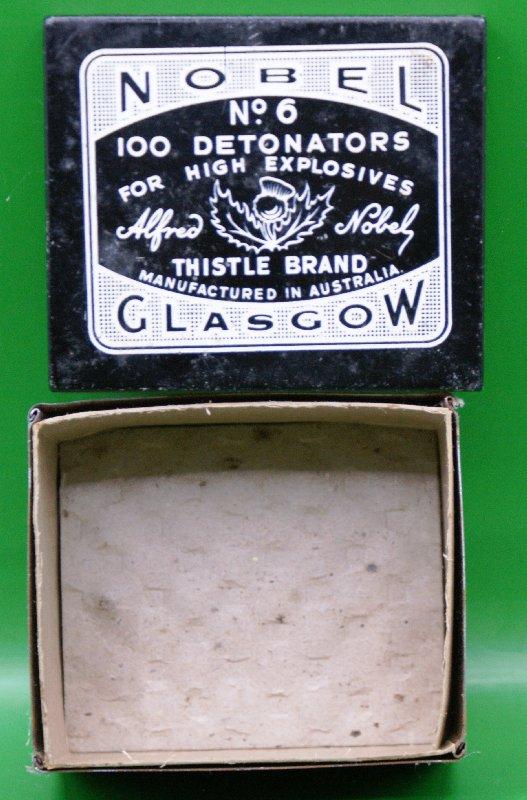 NOBEL
No. 6
100 DETONATORS
FOR HIGH EXPLOSIVES
Alfred Nobel
THISTLE BRAND
MANUFACTURED IN AUSTRALIA.
GLASGOW